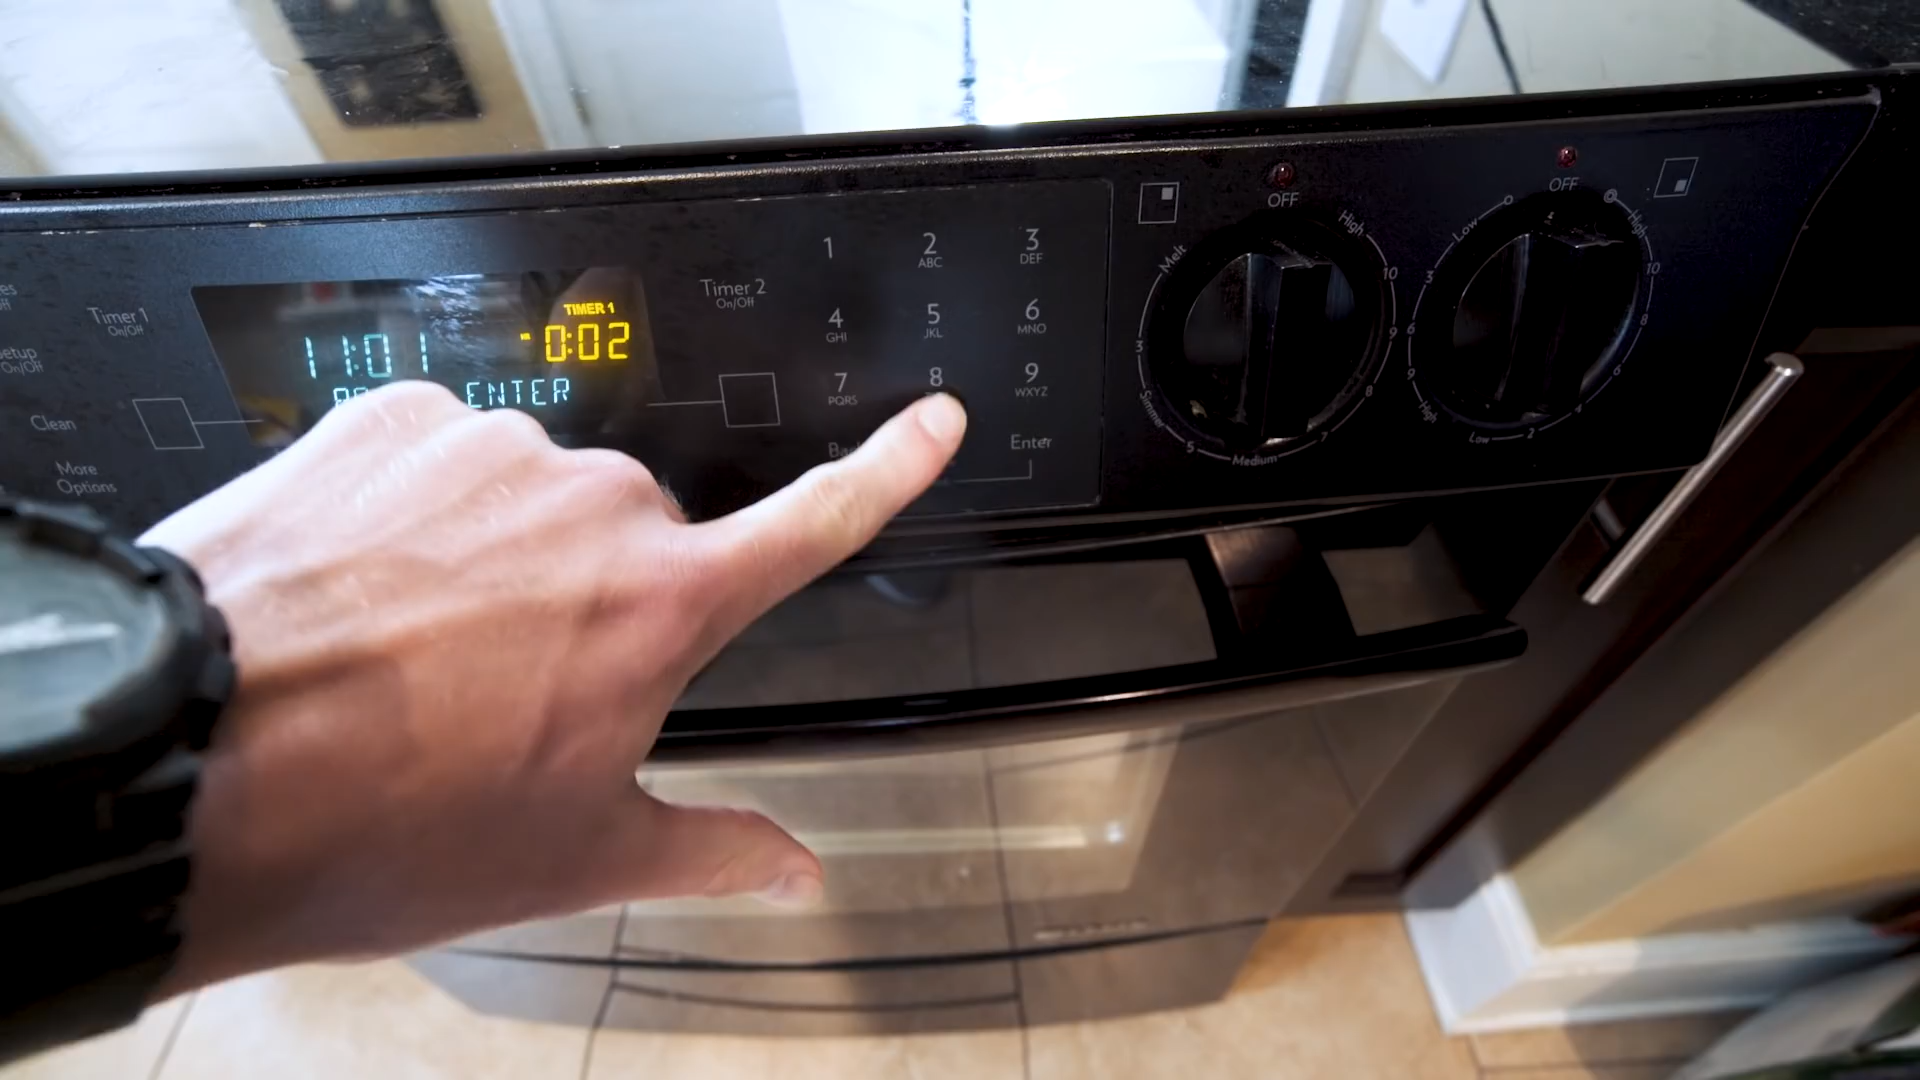 Timer 1
On/Off
Clean
More
Options
TIMER 1
11:01
HR 0:02
ENTER
Timer 2
On/Off
1
2
ABC
3
DEF
4
GHI
5
JKL
6
MNO
7
PQRS
8
9
WXYZ
Enter
OFF
High
10
9
8
7
Medium
5
Simmer
3
Melt
OFF
High
10
8
6
4
2
Low
High
9
6
3
Low
On/Off